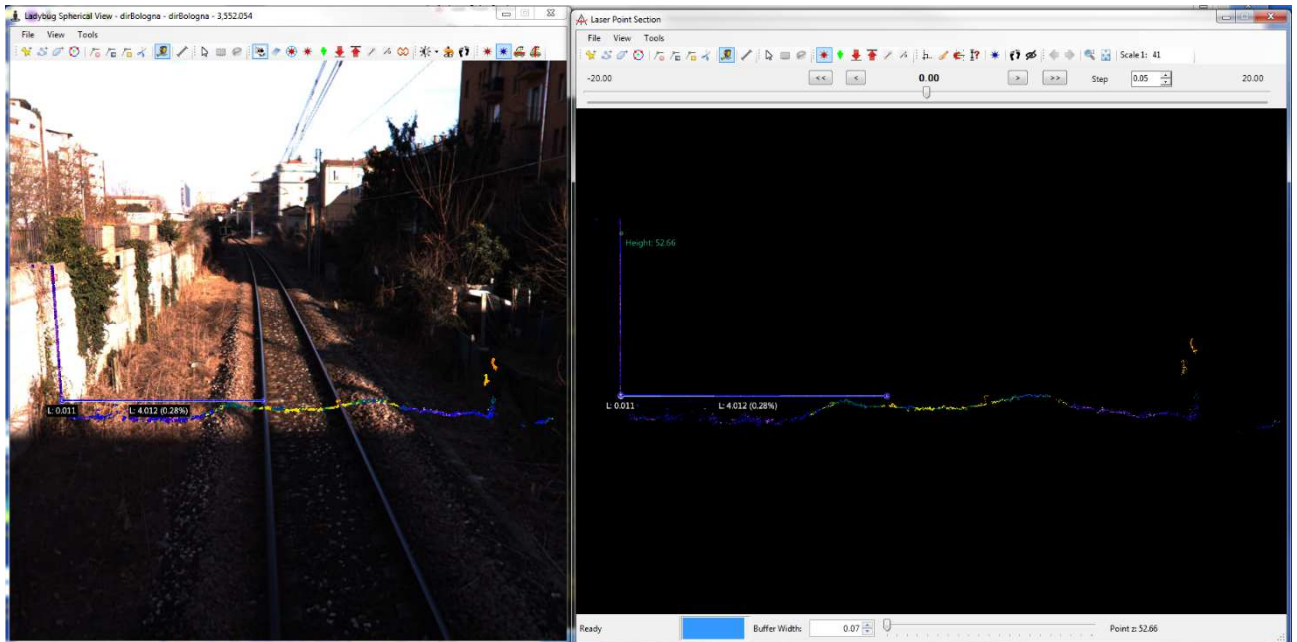 Ladybug Spherical View - dirBologna - dirBologna - 3,552.054
File View Tools
L: 0.011
L: 4.012 (0.28%)
Laser Point Section
File View Tools
Scale 1: 41
-20.00
<<
<
0.00
>
>>
Step
0.05
20.00
Height: 52.66
L: 0.011
L: 4.012 (0.28%)
Ready
Buffer Width:
0.07
Point z: 52.66